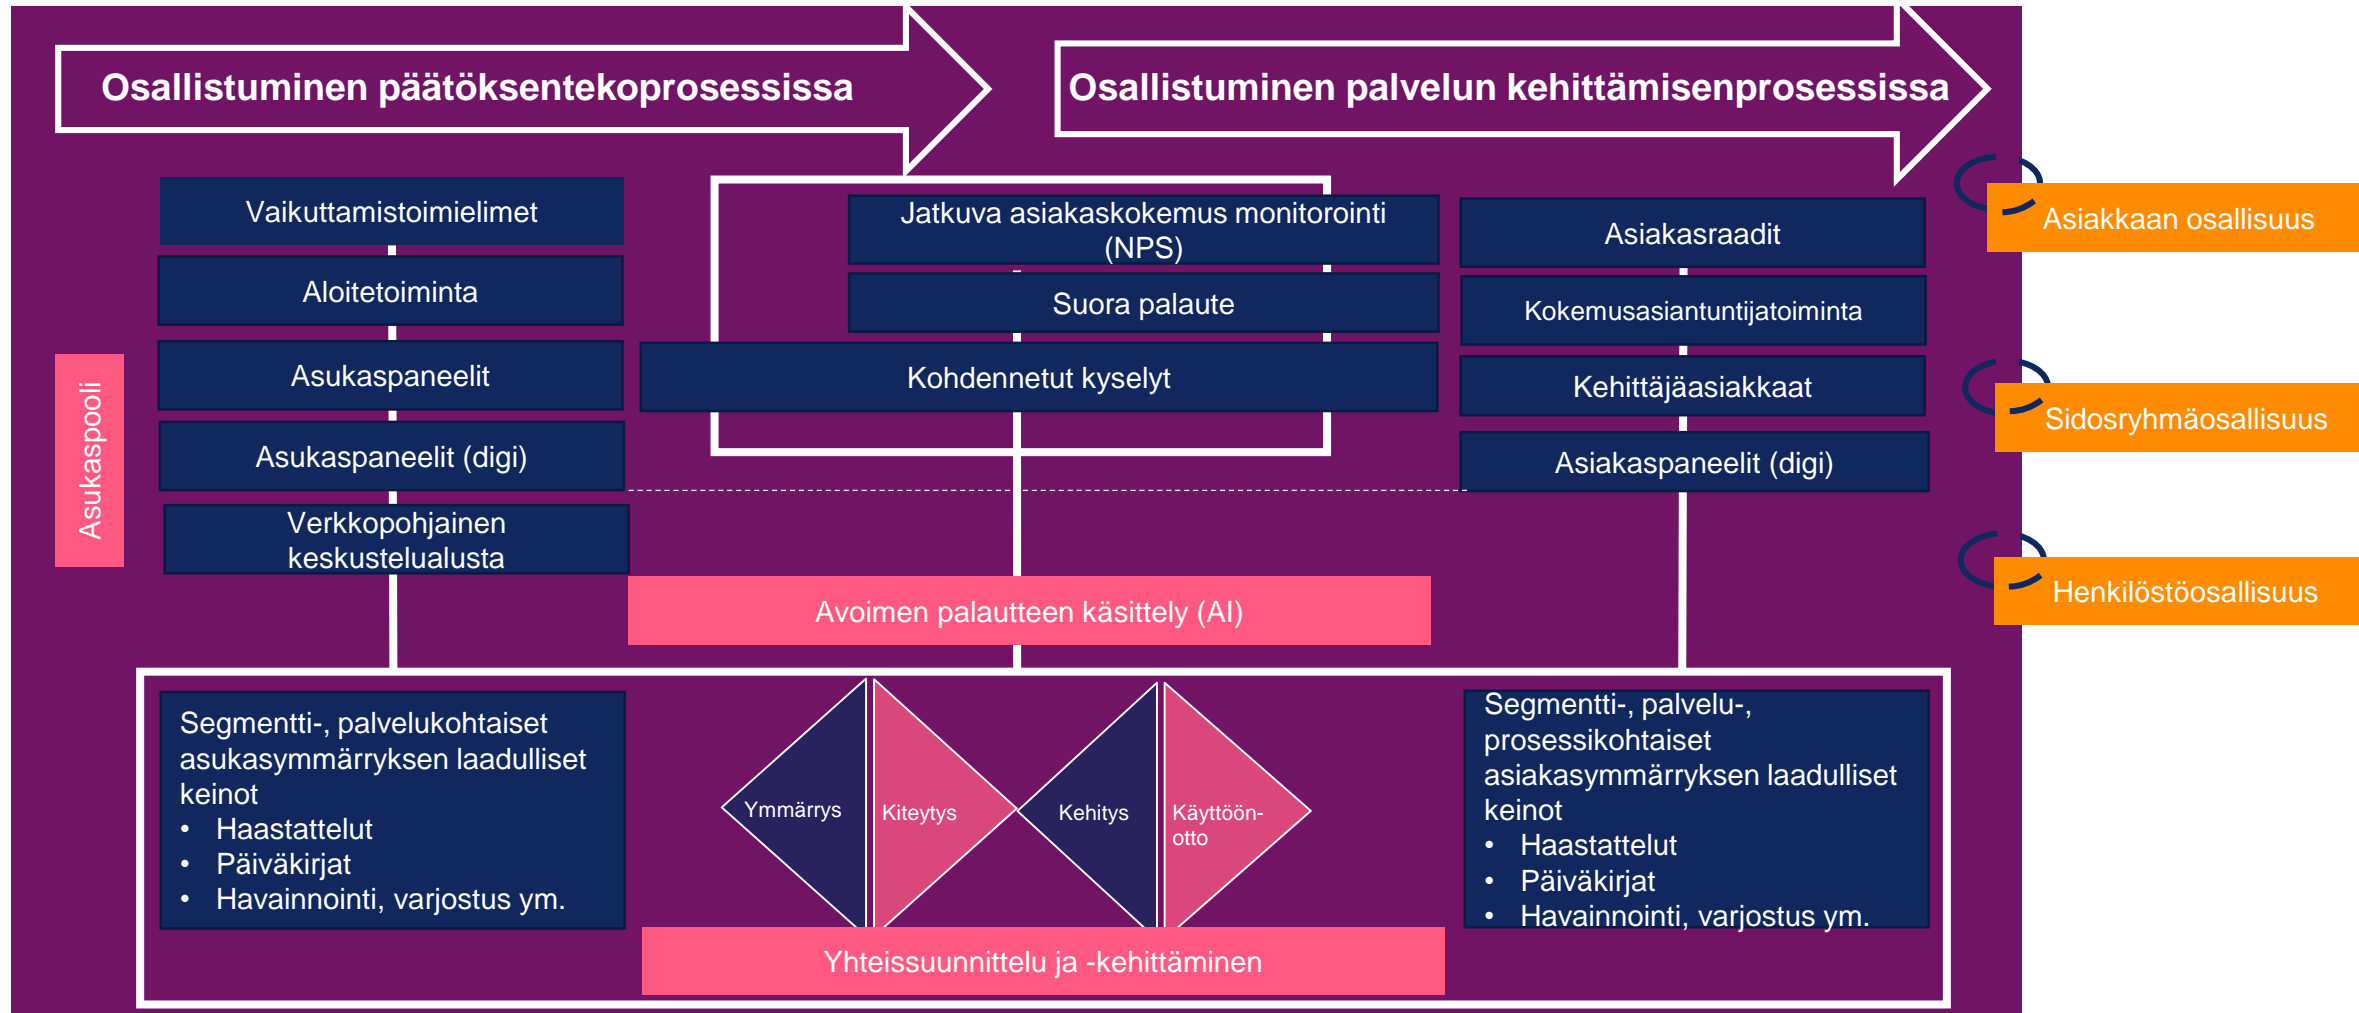 Osallistuminen päätöksentekoprosessissa
Osallistuminen palvelun kehittämisenprosessissa
Asukaspooli
Vaikuttamistoimielimet
Aloitetoiminta
Asukaspaneelit
Asukaspaneelit (digi)
Verkkopohjainen
keskustelualusta
Jatkuva asiakaskokemus monitorointi
(NPS)
Suora palaute
Kohdennetut kyselyt
Asiakasraadit
Kokemusasiantuntijatoiminta
Kehittäjäasiakkaat
Asiakaspaneelit (digi)
Asiakkaan osallisuus
Sidosryhmäosallisuus
Henkilöstöosallisuus
Avoimen palautteen käsittely (AI)
Segmentti-, palvelukohtaiset
asukasymmärryksen laadulliset
keinot
• Haastattelut
• Päiväkirjat
• Havainnointi, varjostus ym.
Ymmärrys
Kiteytys
Kehitys
Käyttöön-
otto
Segmentti-, palvelu-,
prosessikohtaiset
asiakasymmärryksen laadulliset
keinot
• Haastattelut
• Päiväkirjat
• Havainnointi, varjostus ym.
Yhteissuunnittelu ja -kehittäminen